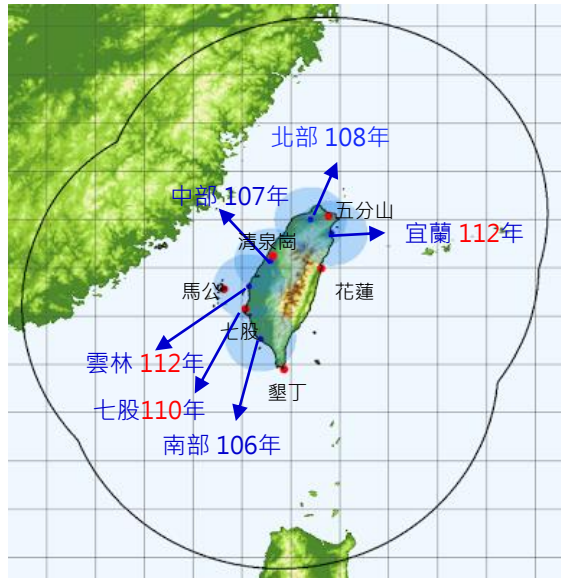 北部 108年
中部 107年
五分山
宜蘭 112年
清泉崗
馬公
花蓮
七股
雲林 112年
墾丁
七股110年
南部 106年